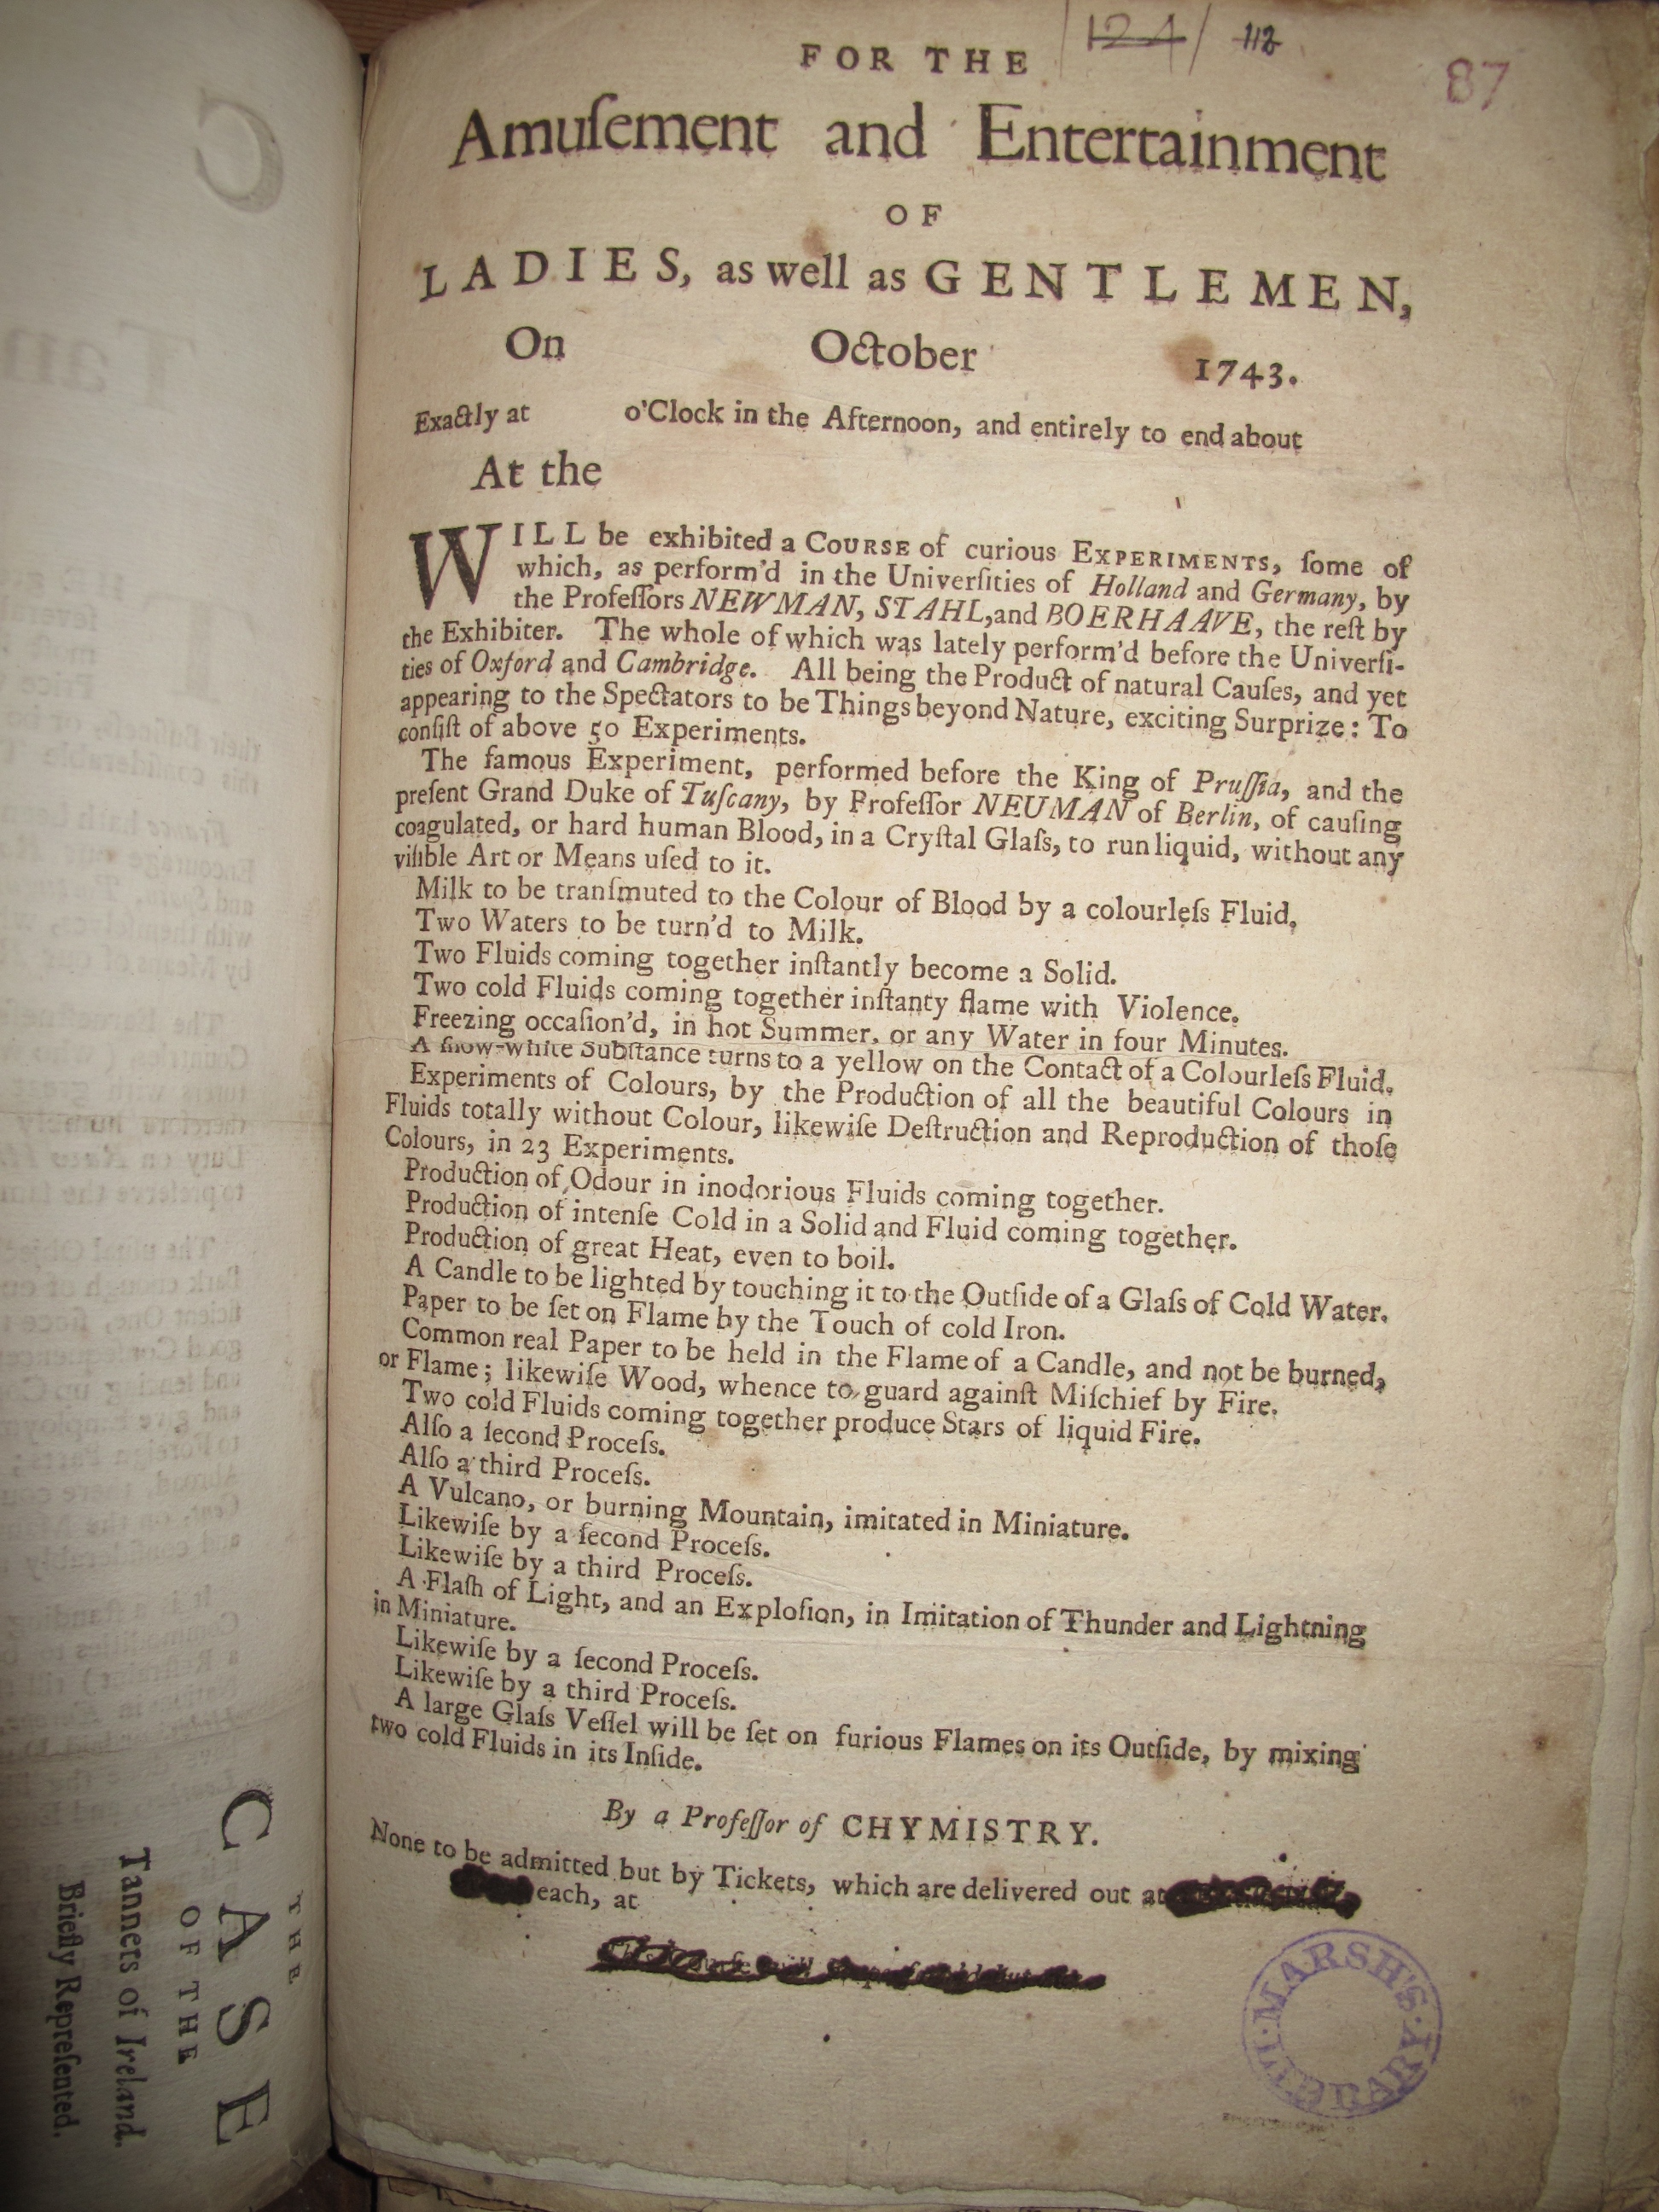 FOR THE
124 / 112
87
Amuſement and Entertainment
OF
LADIES, as well as GENTLEMEN,
On October 1743.
Exactly at o'Clock in the Afternoon, and entirely to end about
At the
WILL be exhibited a COURSE of curious EXPERIMENTS, ſome of
which, as perform'd in the Univerſities of Holland and Germany, by
the Profeſſors NEWMAN, STAHL, and BOERHAAVE, the reſt by
the Exhibiter. The whole of which was lately perform'd before the Univerſi-
ties of Oxford and Cambridge. All being the Product of natural Cauſes, and yet
appearing to the Spectators to be Things beyond Nature, exciting Surprize: To
conſiſt of above 50 Experiments.
The famous Experiment, performed before the King of Pruſſia, and the
preſent Grand Duke of Tuſcany, by Profeſſor NEUMAN of Berlin, of cauſing
coagulated, or hard human Blood, in a Cryſtal Glaſs, to run liquid, without any
viſible Art or Means uſed to it.
Milk to be tranſmuted to the Colour of Blood by a colourleſs Fluid.
Two Waters to be turn'd to Milk.
Two Fluids coming together inſtantly become a Solid.
Two cold Fluids coming together inſtanty flame with Violence.
Freezing occaſion'd, in hot Summer, or any Water in four Minutes.
A ſnow-white Subſtance turns to a yellow on the Contact of a Colourleſs Fluid.
Experiments of Colours, by the Production of all the beautiful Colours in
Fluids totally without Colour, likewiſe Deſtruction and Reproduction of thoſe
Colours, in 23 Experiments.
Production of Odour in inodorious Fluids coming together.
Production of intenſe Cold in a Solid and Fluid coming together.
Production of great Heat, even to boil.
A Candle to be lighted by touching it to the Outſide of a Glaſs of Cold Water.
Paper to be ſet on Flame by the Touch of cold Iron.
Common real Paper to be held in the Flame of a Candle, and not be burned,
or Flame; likewiſe Wood, whence to guard againſt Miſchief by Fire.
Two cold Fluids coming together produce Stars of liquid Fire.
Alſo a ſecond Proceſs.
Alſo a third Proceſs.
A Vulcano, or burning Mountain, imitated in Miniature.
Likewiſe by a ſecond Proceſs.
Likewiſe by a third Proceſs.
A Flaſh of Light, and an Exploſion, in Imitation of Thunder and Lightning
in Miniature.
Likewiſe by a ſecond Proceſs.
Likewiſe by a third Proceſs.
A large Glaſs Veſſel will be ſet on furious Flames on its Outſide, by mixing
two cold Fluids in its Inſide.
By a Profeſſor of CHYMISTRY.
None to be admitted but by Tickets, which are delivered out at
each, at
MARSH'S LIBRARY
THE
CASE
OF THE
Tanners of Ireland.
Briefly Repreſented.